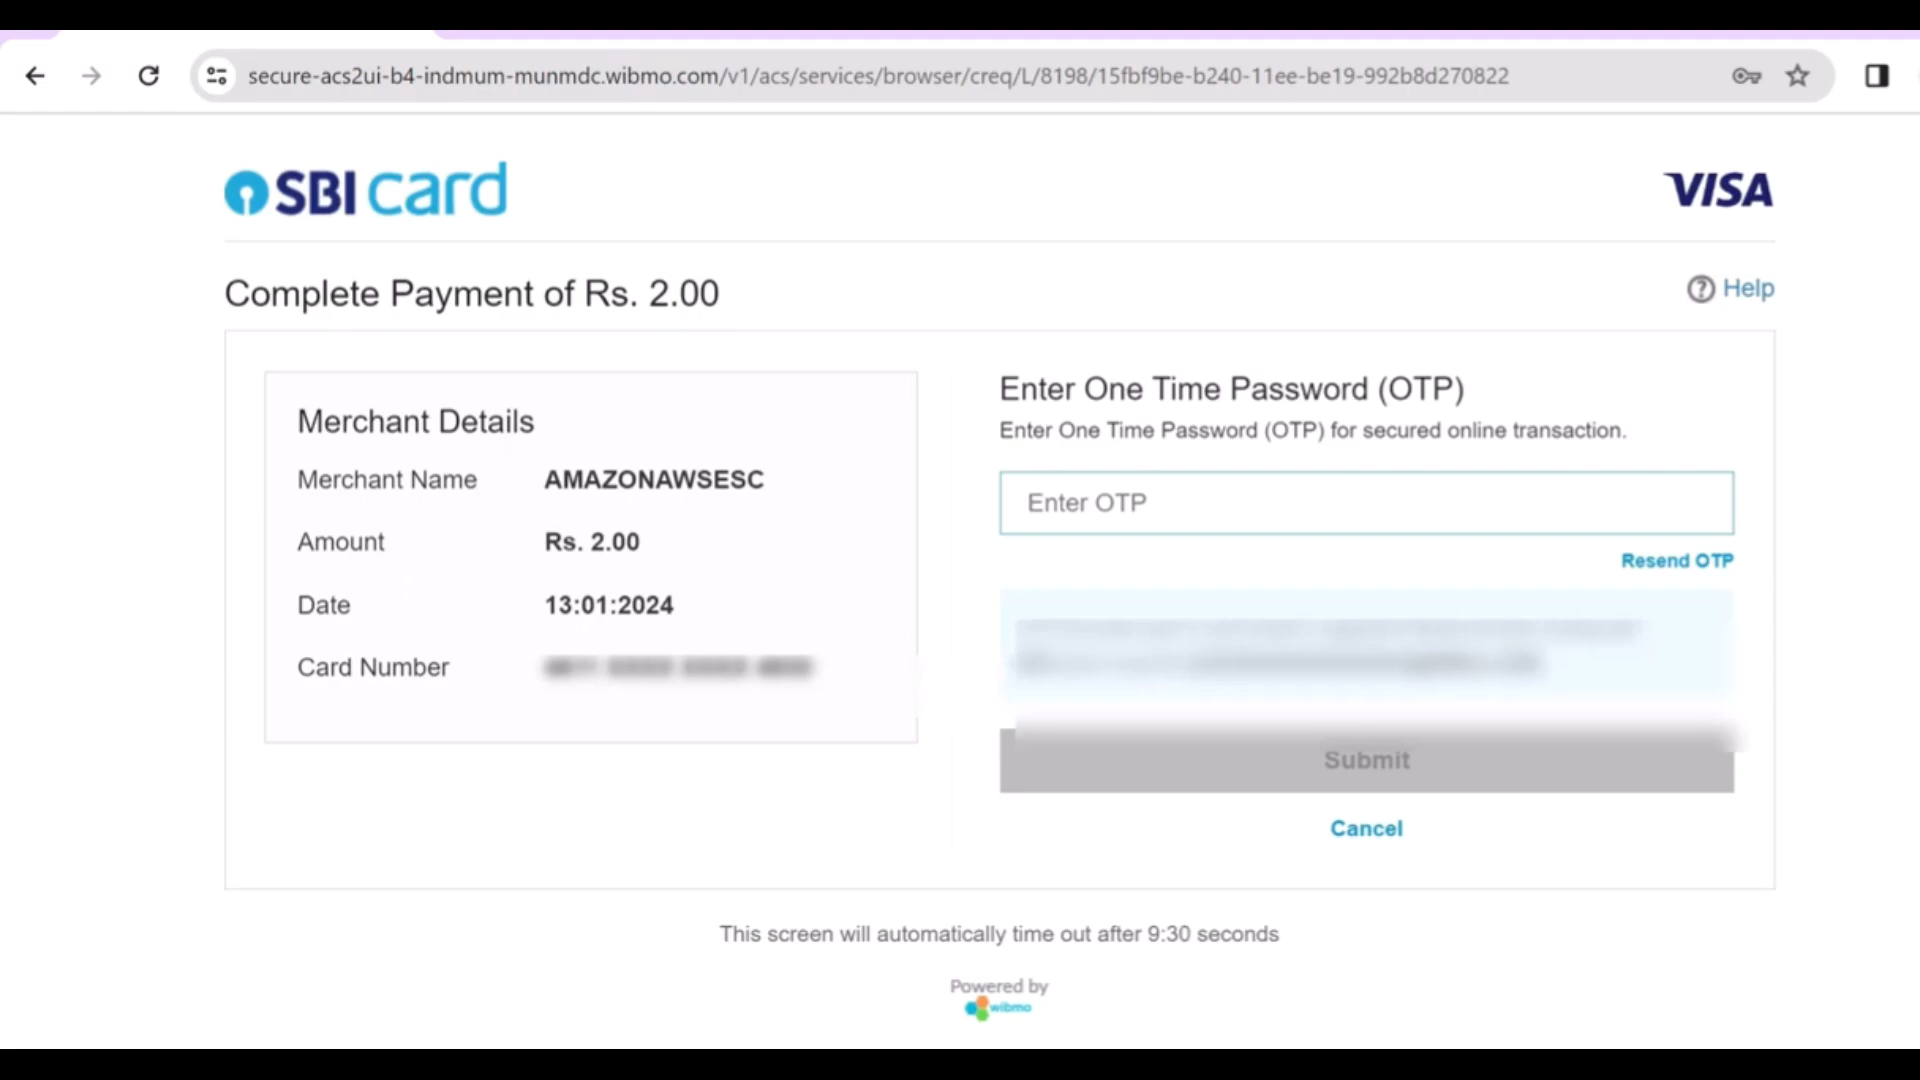 secure-acs2ui-b4-indmum-munmdc.wibmo.com/v1/acs/services/browser/creq/L/8198/15fbf9be-b240-11ee-be19-992b8d270822
SBI card
VISA
Complete Payment of Rs. 2.00
? Help
Merchant Details
Merchant Name AMAZONAWSESC
Amount Rs. 2.00
Date 13:01:2024
Card Number
Enter One Time Password (OTP)
Enter One Time Password (OTP) for secured online transaction.
Enter OTP
Resend OTP
Submit
Cancel
This screen will automatically time out after 9:30 seconds
Powered by
wibmo